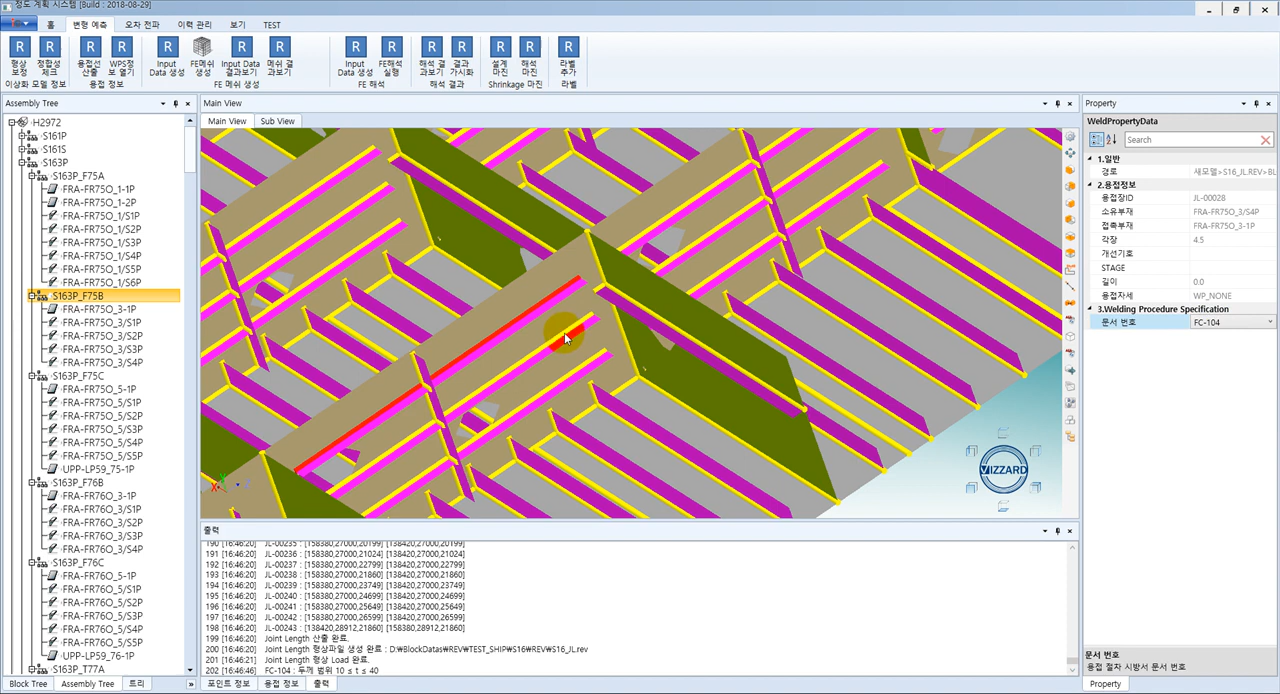 정도 계획 시스템 [Build : 2018-08-29]
홈 변형 예측 오차 전파 이력 관리 보기 TEST
R R R R R R R R R R R R R R
형상 보정
정합성 체크
용접선 산출
WPS정보 열기
Input Data 생성
FE메쉬 생성
Input Data 결과보기
메쉬 결과보기
Input Data 생성
FE해석 실행
해석 결과보기
결과 가시화
설계 마진
해석 마진
라벨 추가
이상화 모델 정보 용접 정보 FE 메쉬 생성 FE 해석 해석 결과 Shrinkage 마진 라벨
Assembly Tree
H2972
S161P
S161S
S163P
S163P_F75A
FRA-FR75O_1-1P
FRA-FR75O_1-2P
FRA-FR75O_1/S1P
FRA-FR75O_1/S2P
FRA-FR75O_1/S3P
FRA-FR75O_1/S4P
FRA-FR75O_1/S5P
FRA-FR75O_1/S6P
S163P_F75B
FRA-FR75O_3-1P
FRA-FR75O_3/S1P
FRA-FR75O_3/S2P
FRA-FR75O_3/S3P
FRA-FR75O_3/S4P
S163P_F75C
FRA-FR75O_5-1P
FRA-FR75O_5/S1P
FRA-FR75O_5/S2P
FRA-FR75O_5/S3P
FRA-FR75O_5/S4P
FRA-FR75O_5/S5P
UPP-LP59_75-1P
S163P_F76B
FRA-FR76O_3-1P
FRA-FR76O_3/S1P
FRA-FR76O_3/S2P
FRA-FR76O_3/S3P
FRA-FR76O_3/S4P
S163P_F76C
FRA-FR76O_5-1P
FRA-FR76O_5/S1P
FRA-FR76O_5/S2P
FRA-FR76O_5/S3P
FRA-FR76O_5/S4P
FRA-FR76O_5/S5P
UPP-LP59_76-1P
S163P_T77A
Block Tree Assembly Tree 트리
Main View
Main View Sub View
X
VIZZARD
출력
190 [16:46:20] JL-00235 : [158380,27000,20199] [138420,27000,20199]
191 [16:46:20] JL-00236 : [158380,27000,21024] [138420,27000,21024]
192 [16:46:20] JL-00237 : [158380,27000,22799] [138420,27000,22799]
193 [16:46:20] JL-00238 : [158380,27000,21860] [138420,27000,21860]
194 [16:46:20] JL-00239 : [158380,27000,23749] [138420,27000,23749]
195 [16:46:20] JL-00240 : [158380,27000,24699] [138420,27000,24699]
196 [16:46:20] JL-00241 : [158380,27000,25649] [138420,27000,25649]
197 [16:46:20] JL-00242 : [158380,27000,26599] [138420,27000,26599]
198 [16:46:20] JL-00243 : [138420,28912,21860] [158380,28912,21860]
199 [16:46:20] Joint Length 산출 완료.
200 [16:46:20] Joint Length 형상파일 생성 완료 : D:₩BlockDatas₩REV₩TEST_SHIP₩S16₩REV₩S16_JL.rev
201 [16:46:21] Joint Length 형상 Load 완료.
202 [16:46:46] FC-104 : 두께 범위 10 ≤ t ≤ 40
포인트 정보 용접 정보 출력
Property
WeldPropertyData
Search
1.일반
경로 새모델>S16_JL.REV>BL
2.용접정보
용접장ID JL-00028
소유부재 FRA-FR75O_3/S4P
접촉부재 FRA-FR75O_3-1P
각장 4.5
개선기호
STAGE
길이 0.0
용접자세 WP_NONE
3.Welding Procedure Specification
문서 번호 FC-104
문서 번호
용접 절차 시방서 문서 번호
Property